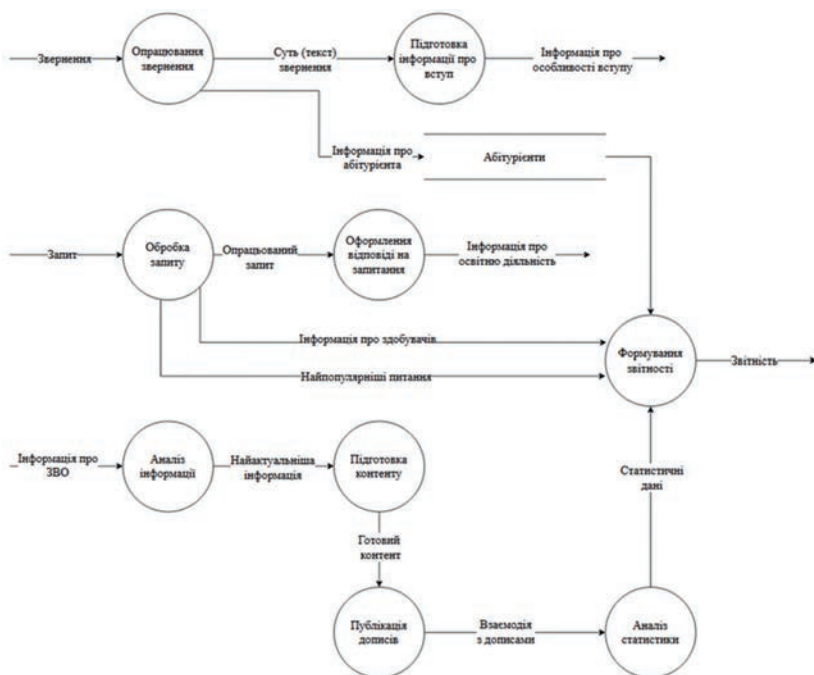 Звернення
Опрацювання
звернення
Суть (текст)
звернення
Підготовка
інформації про
вступ
Інформація про
особливості вступу
Інформація про
абітурієнта
Абітурієнти
Запит
Обробка
запиту
Опрацьований
запит
Оформлення
відповіді на
запитання
Інформація про
освітню діяльність
Інформація про здобувачів
Найпопулярніші питання
Формування
звітності
Звітність
Інформація про
ЗВО
Аналіз
інформації
Найактуальніша
інформація
Підготовка
контенту
Статистичні
дані
Готовий
контент
Публікація
дописів
Взаємодія
з дописами
Аналіз
статистики